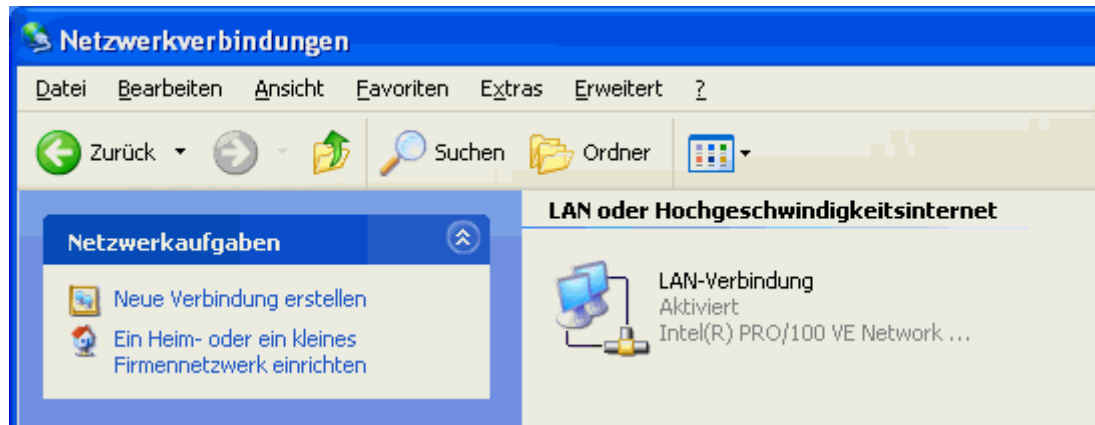 Netzwerkverbindungen
Datei Bearbeiten Ansicht Favoriten Extras Erweitert ?
Zurück Suchen Ordner
LAN oder Hochgeschwindigkeitsinternet
Netzwerkaufgaben
Neue Verbindung erstellen
Ein Heim- oder ein kleines
Firmennetzwerk einrichten
LAN-Verbindung
Aktiviert
Intel(R) PRO/100 VE Network ...